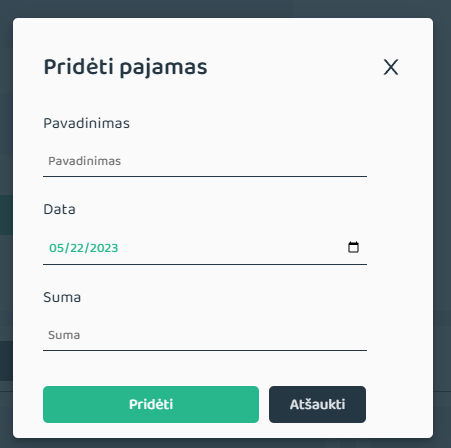 Pridėti pajamas
X
Pavadinimas
Pavadinimas
Data
05/22/2023
Suma
Suma
Pridėti Atšaukti